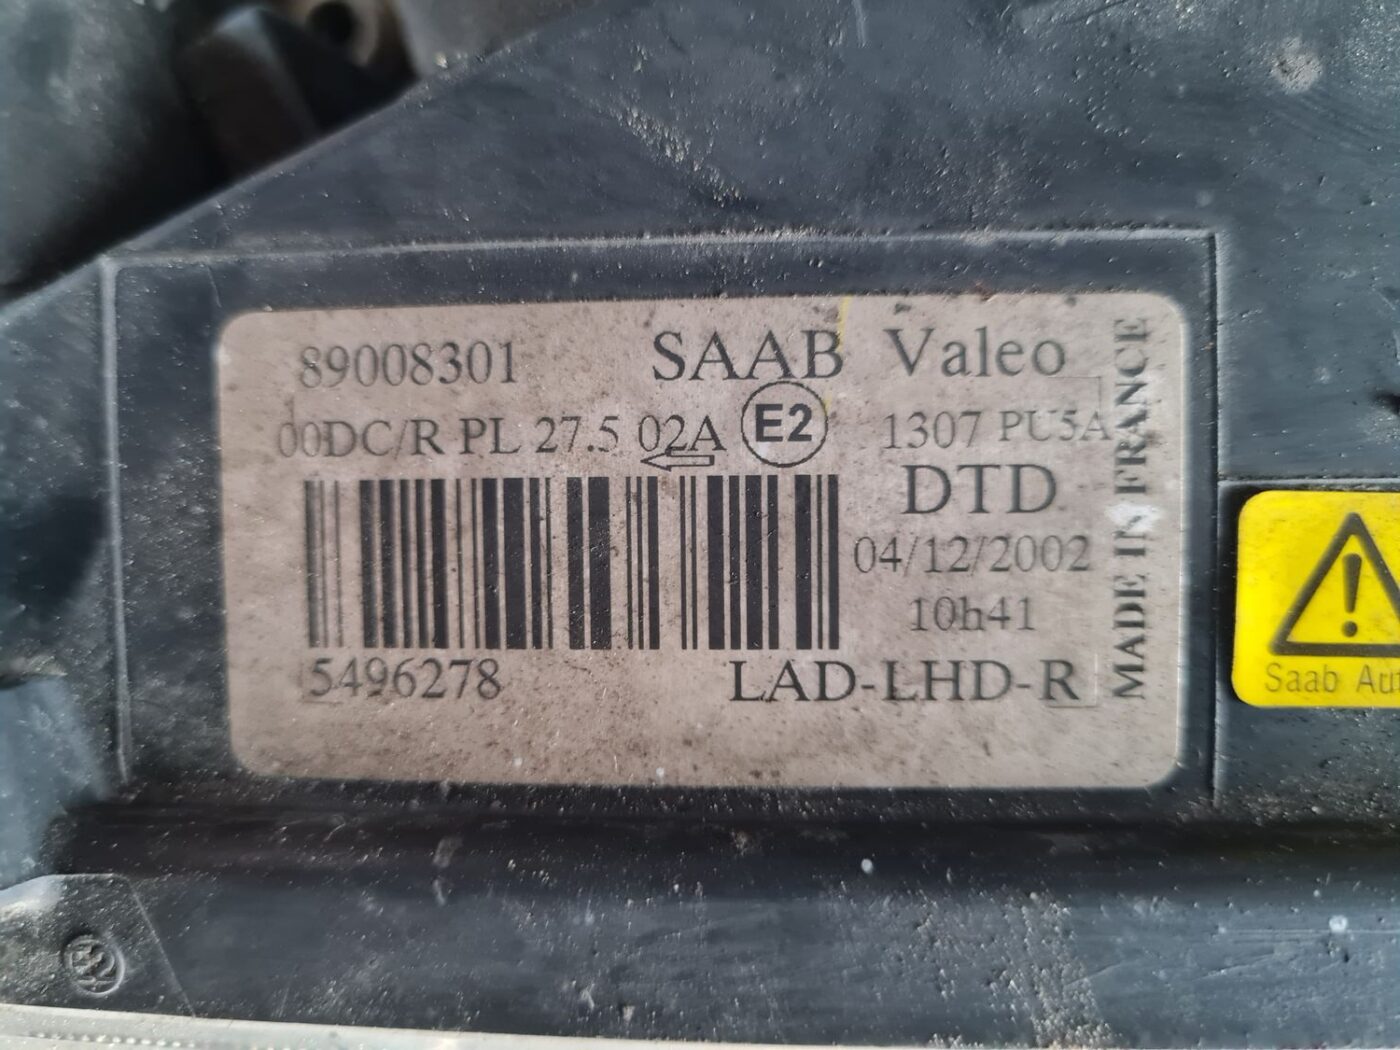 89008301 SAAB Valeo
00DC/R PL 27.5 02A E2 1307 PU5A
DTD
04/12/2002
10h41
5496278 LAD-LHD-R
MADE IN FRANCE
Saab